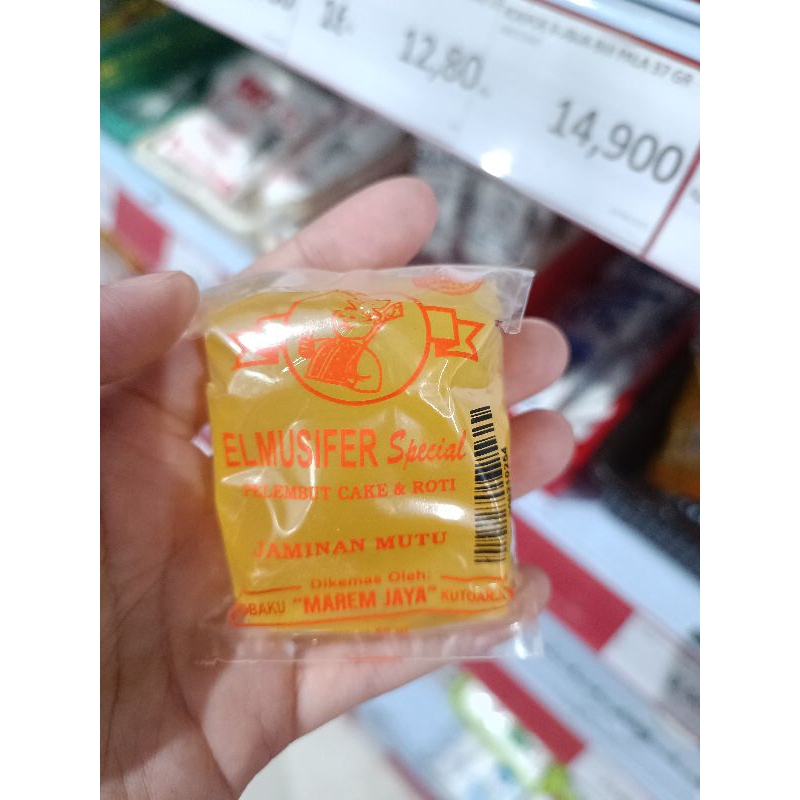 12,80
14,900
ELMUSIFER Special
PELEMBUT CAKE & ROTI
JAMINAN MUTU
Dikemas Oleh:
"MAREM JAYA"